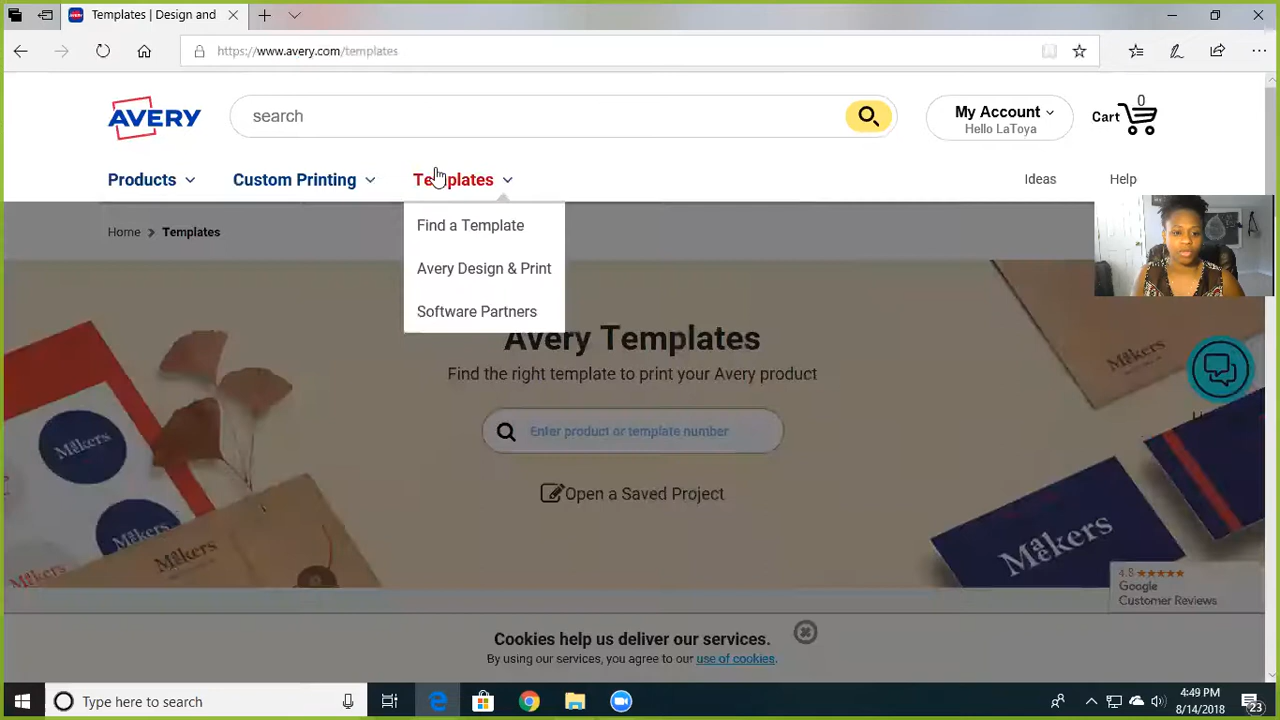 Templates | Design and
https://www.avery.com/templates
AVERY
search
My Account
Hello LaToya
Cart
0
Products
Custom Printing
Templates
Ideas
Help
Find a Template
Avery Design & Print
Software Partners
Home > Templates
Avery Templates
Find the right template to print your Avery product
Enter product or template number
Open a Saved Project
Makers
Makers
Makers
Makers
Makers
Makers
4.8 ★★★★★
Google
Customer Reviews
Cookies help us deliver our services.
By using our services, you agree to our use of cookies.
Type here to search
4:49 PM
8/14/2018
23